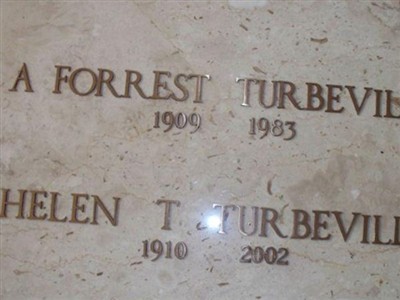 A FORREST TURBEVIL
1909 1983
HELEN T TURBEVILL
1910 2002